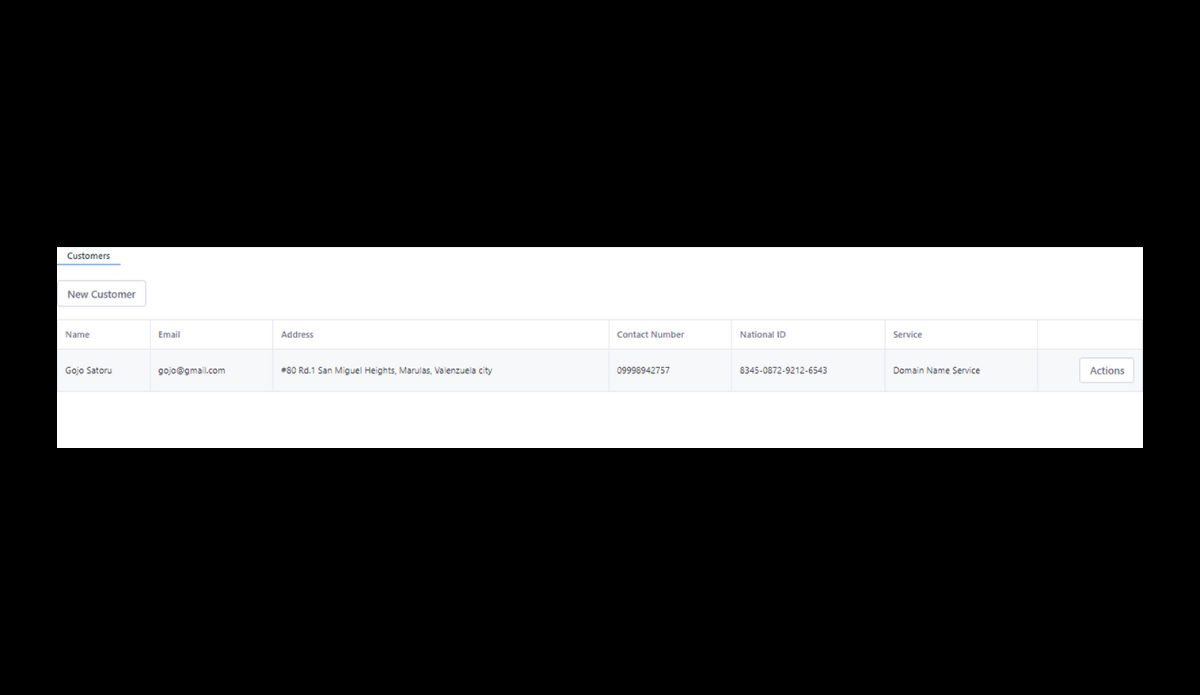 Customers
New Customer
Name Email Address Contact Number National ID Service
Gojo Satoru gojo@gmail.com #80 Rd.1 San Miguel Heights, Marulas, Valenzuela city 09998942757 8345-0872-9212-6543 Domain Name Service Actions